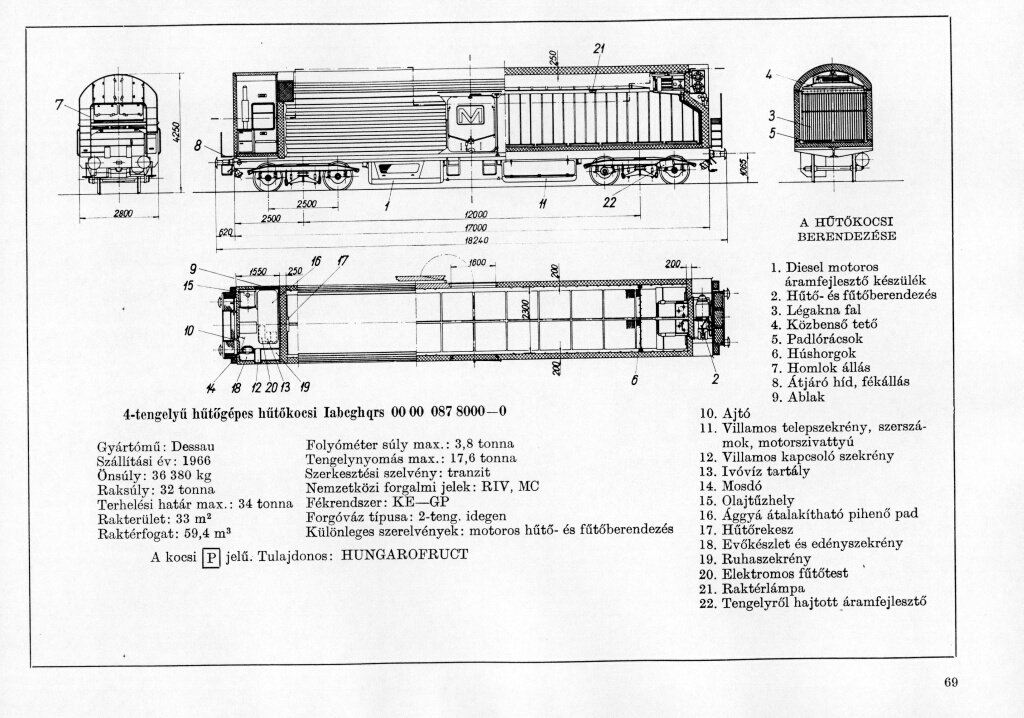 21
250
4
7
3
5
8
4250
1065
2500
1
11
22
2800
2500
12000
17000
620
18240
A HŰTŐKOCSI
BERENDEZÉSE
9
1550
250
16
17
1600
200
200
15
10
2300
14
18
12
20
13
19
200
6
2
1. Diesel motoros
áramfejlesztő készülék
2. Hűtő- és fűtőberendezés
3. Légakna fal
4. Közbenső tető
5. Padlórácsok
6. Húshorgok
7. Homlok állás
8. Átjáró híd, fékállás
9. Ablak
10. Ajtó
11. Villamos telepszekrény, szerszá-
mok, motorszivattyú
12. Villamos kapcsoló szekrény
13. Ivóvíz tartály
14. Mosdó
15. Olajtűzhely
16. Ággyá átalakítható pihenő pad
17. Hűtőrekesz
18. Evőkészlet és edényszekrény
19. Ruhaszekrény
20. Elektromos fűtőtest
21. Raktérlámpa
22. Tengelyről hajtott áramfejlesztő
4-tengelyű hűtőgépes hűtőkocsi Iabcghqrs 00 00 087 8000—0
Gyártómű: Dessau
Szállítási év: 1966
Önsúly: 36 380 kg
Raksúly: 32 tonna
Terhelési határ max.: 34 tonna
Rakterület: 33 m²
Raktérfogat: 59,4 m³
Folyóméter súly max.: 3,8 tonna
Tengelynyomás max.: 17,6 tonna
Szerkesztési szelvény: tranzit
Nemzetközi forgalmi jelek: RIV, MC
Fékrendszer: KE—GP
Forgóváz típusa: 2-teng. idegen
Különleges szerelvények: motoros hűtő- és fűtőberendezés
A kocsi P jelű. Tulajdonos: HUNGAROFRUCT
69